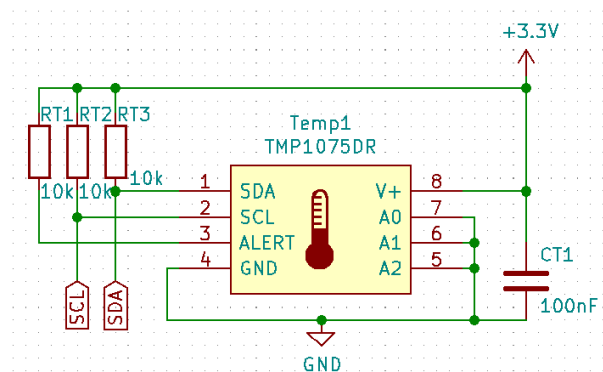 +3.3V
RT1 RT2 RT3
10k 10k 10k
Temp1
TMP1075DR
1 SDA V+ 8
2 SCL A0 7
3 ALERT A1 6
4 GND A2 5
CT1
100nF
SCL SDA
GND